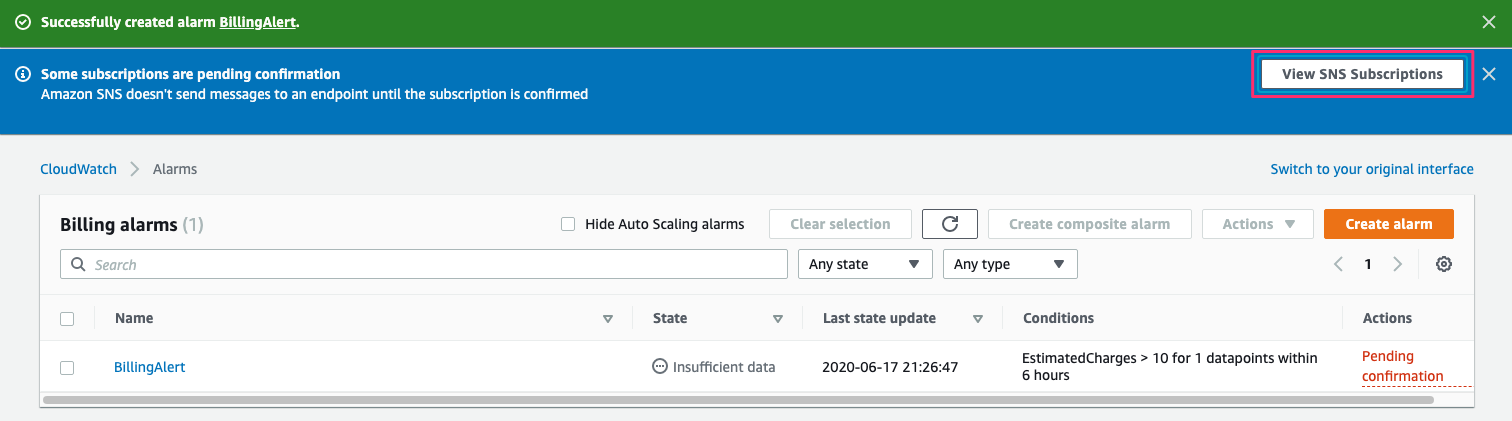 Successfully created alarm BillingAlert.
Some subscriptions are pending confirmation
Amazon SNS doesn't send messages to an endpoint until the subscription is confirmed
View SNS Subscriptions
CloudWatch
Alarms
Switch to your original interface
Billing alarms (1)
Hide Auto Scaling alarms
Clear selection
Create composite alarm
Actions
Create alarm
Search
Any state
Any type
1
Name
State
Last state update
Conditions
Actions
BillingAlert
Insufficient data
2020-06-17 21:26:47
EstimatedCharges > 10 for 1 datapoints within
6 hours
Pending
confirmation